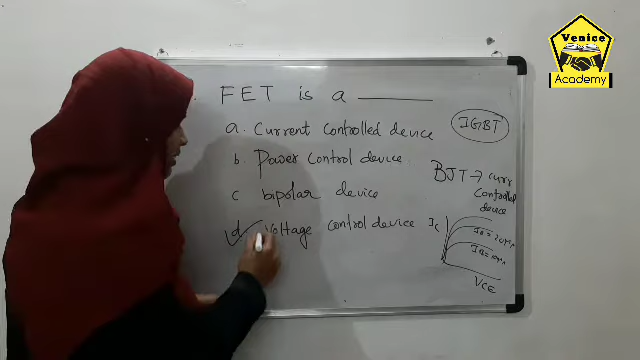 FET is a ______
a. Current Controlled device
b. Power Control device.
c bipolar device
d. Voltage control device
IGBT
BJT → curr
Controlled
device
Ic
VCE
Venice
Academy